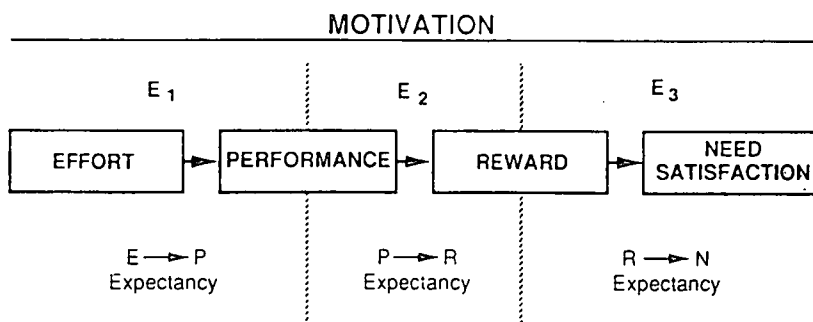 MOTIVATION
E1
E2
E3
EFFORT
PERFORMANCE
REWARD
NEED
SATISFACTION
E → P
Expectancy
P → R
Expectancy
R → N
Expectancy